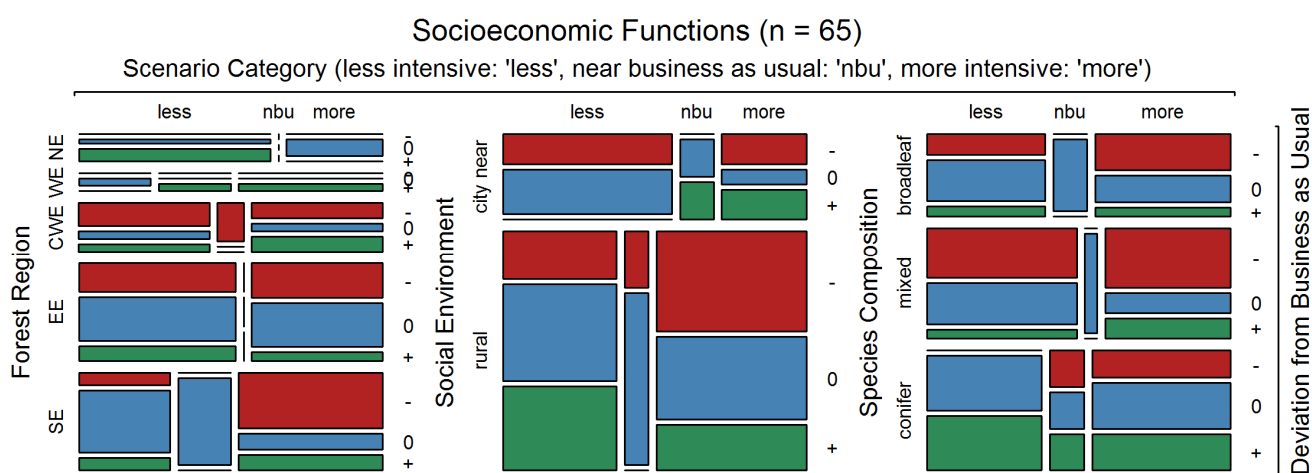 Socioeconomic Functions (n = 65)
Scenario Category (less intensive: 'less', near business as usual: 'nbu', more intensive: 'more')
less nbu more
Forest Region
NE
- 0 +
WE
- 0 +
CWE
- 0 +
EE
- 0 +
SE
- 0 +
less nbu more
Social Environment
city near
- 0 +
rural
- 0 +
less nbu more
Species Composition
broadleaf
- 0 +
mixed
- 0 +
conifer
- 0 +
Deviation from Business as Usual